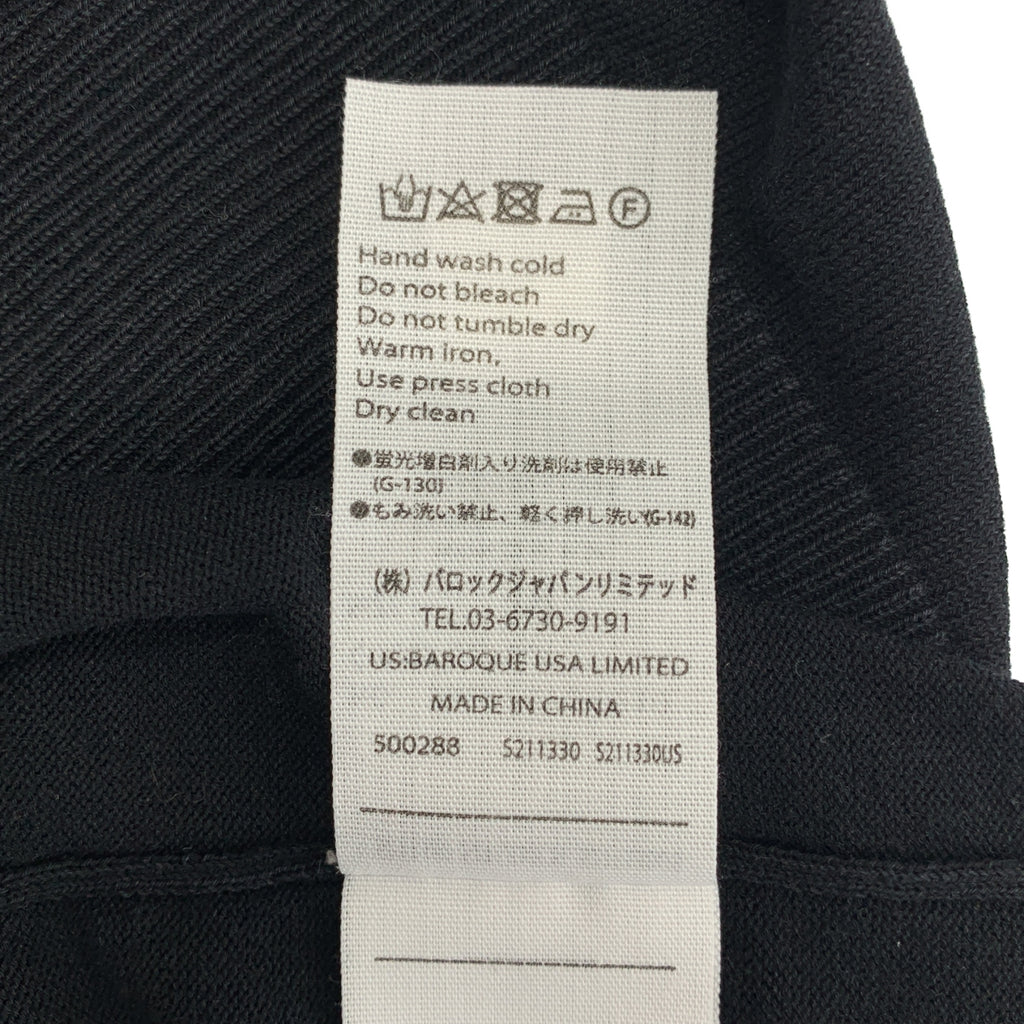 F
Hand wash cold
Do not bleach
Do not tumble dry
Warm iron,
Use press cloth
Dry clean
●蛍光増白剤入り洗剤は使用禁止
(G-130)
●もみ洗い禁止、軽く押し洗い(G-142)
(株) バロックジャパンリミテッド
TEL.03-6730-9191
US:BAROQUE USA LIMITED
MADE IN CHINA
500288 S211330 S211330US